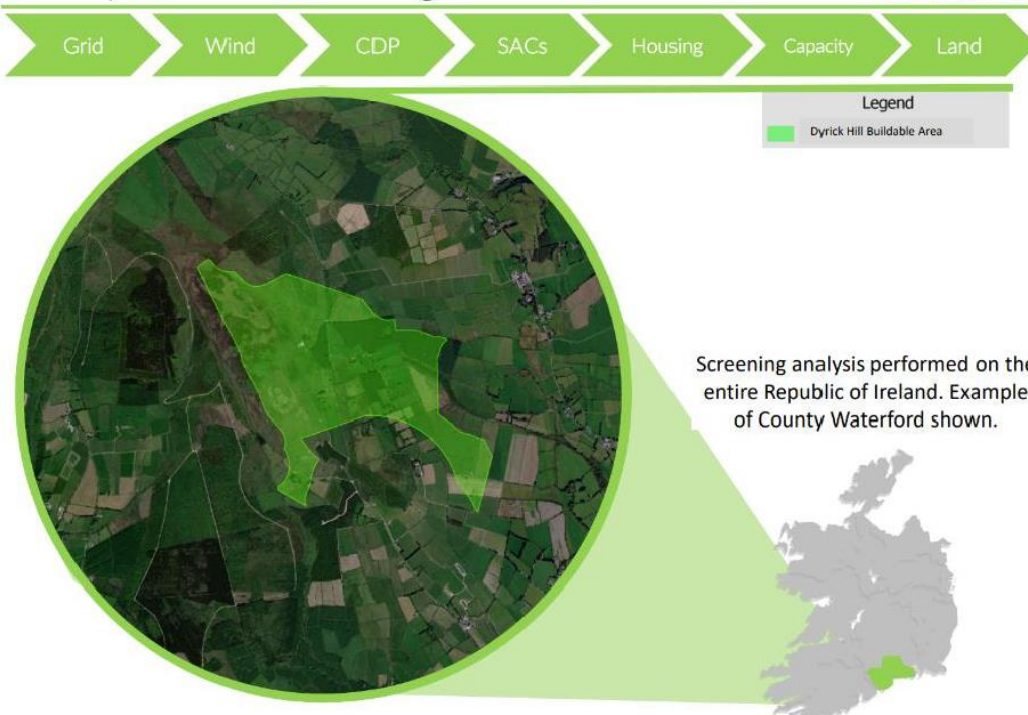 Grid
Wind
CDP
SACs
Housing
Capacity
Land
Legend
Dyrick Hill Buildable Area
Screening analysis performed on the
entire Republic of Ireland. Example
of County Waterford shown.